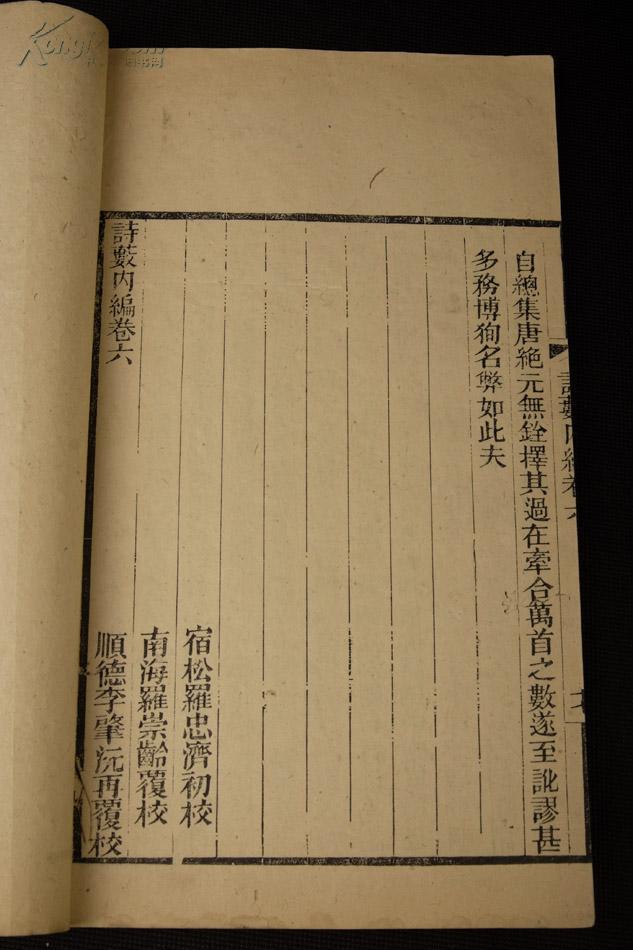 自總集唐絶元無銓擇其過在牽合萬首之數遂至訛謬甚
多務博狥名弊如此夫
宿松羅忠濟初校
南海羅崇齡覆校
順德李肇沅再覆校
詩藪內編卷六
詩藪內編卷六